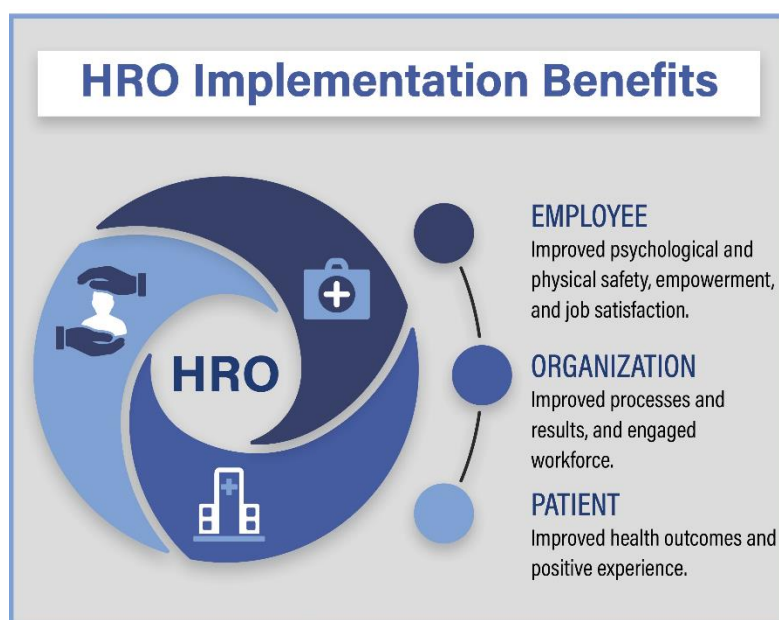 HRO Implementation Benefits
HRO
EMPLOYEE
Improved psychological and
physical safety, empowerment,
and job satisfaction.
ORGANIZATION
Improved processes and
results, and engaged
workforce.
PATIENT
Improved health outcomes and
positive experience.